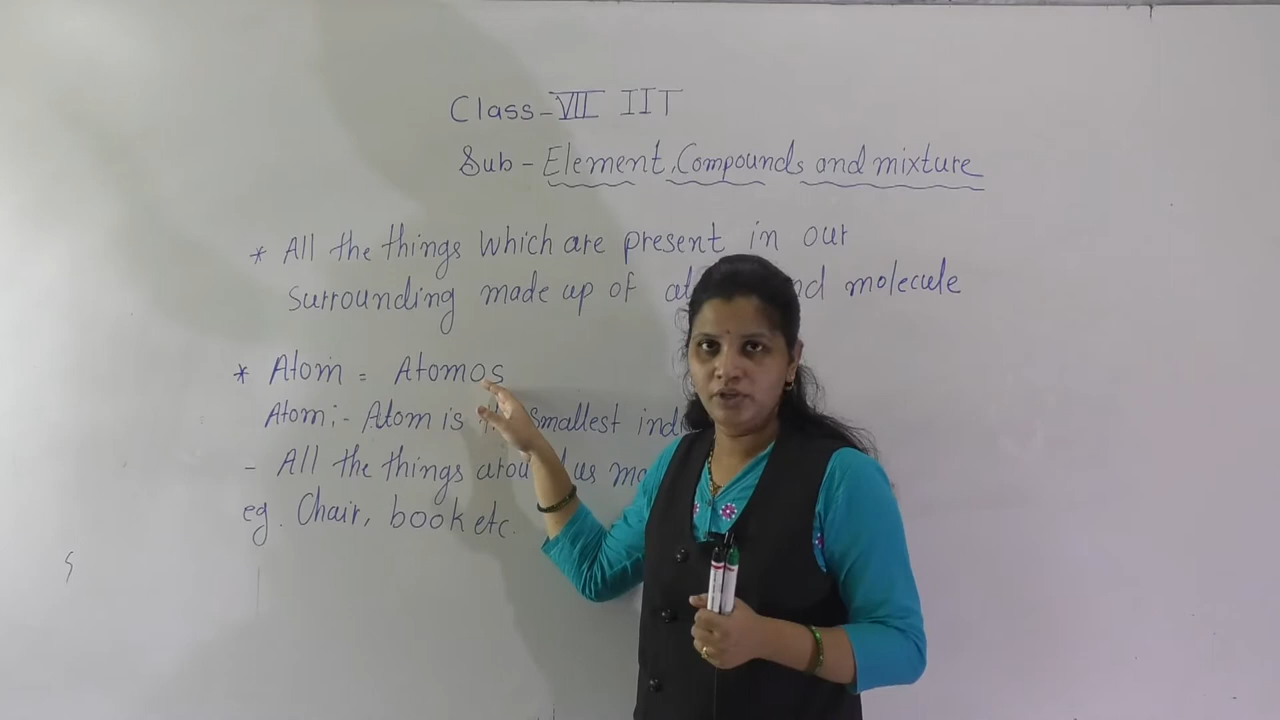 Class-VII IIT
Sub - Element, Compounds and mixture
* All the things which are present in our
surrounding made up of molecule
* Atom = Atomos
Atom:- Atom is smallest
- All the things us
eg. Chair, book etc.